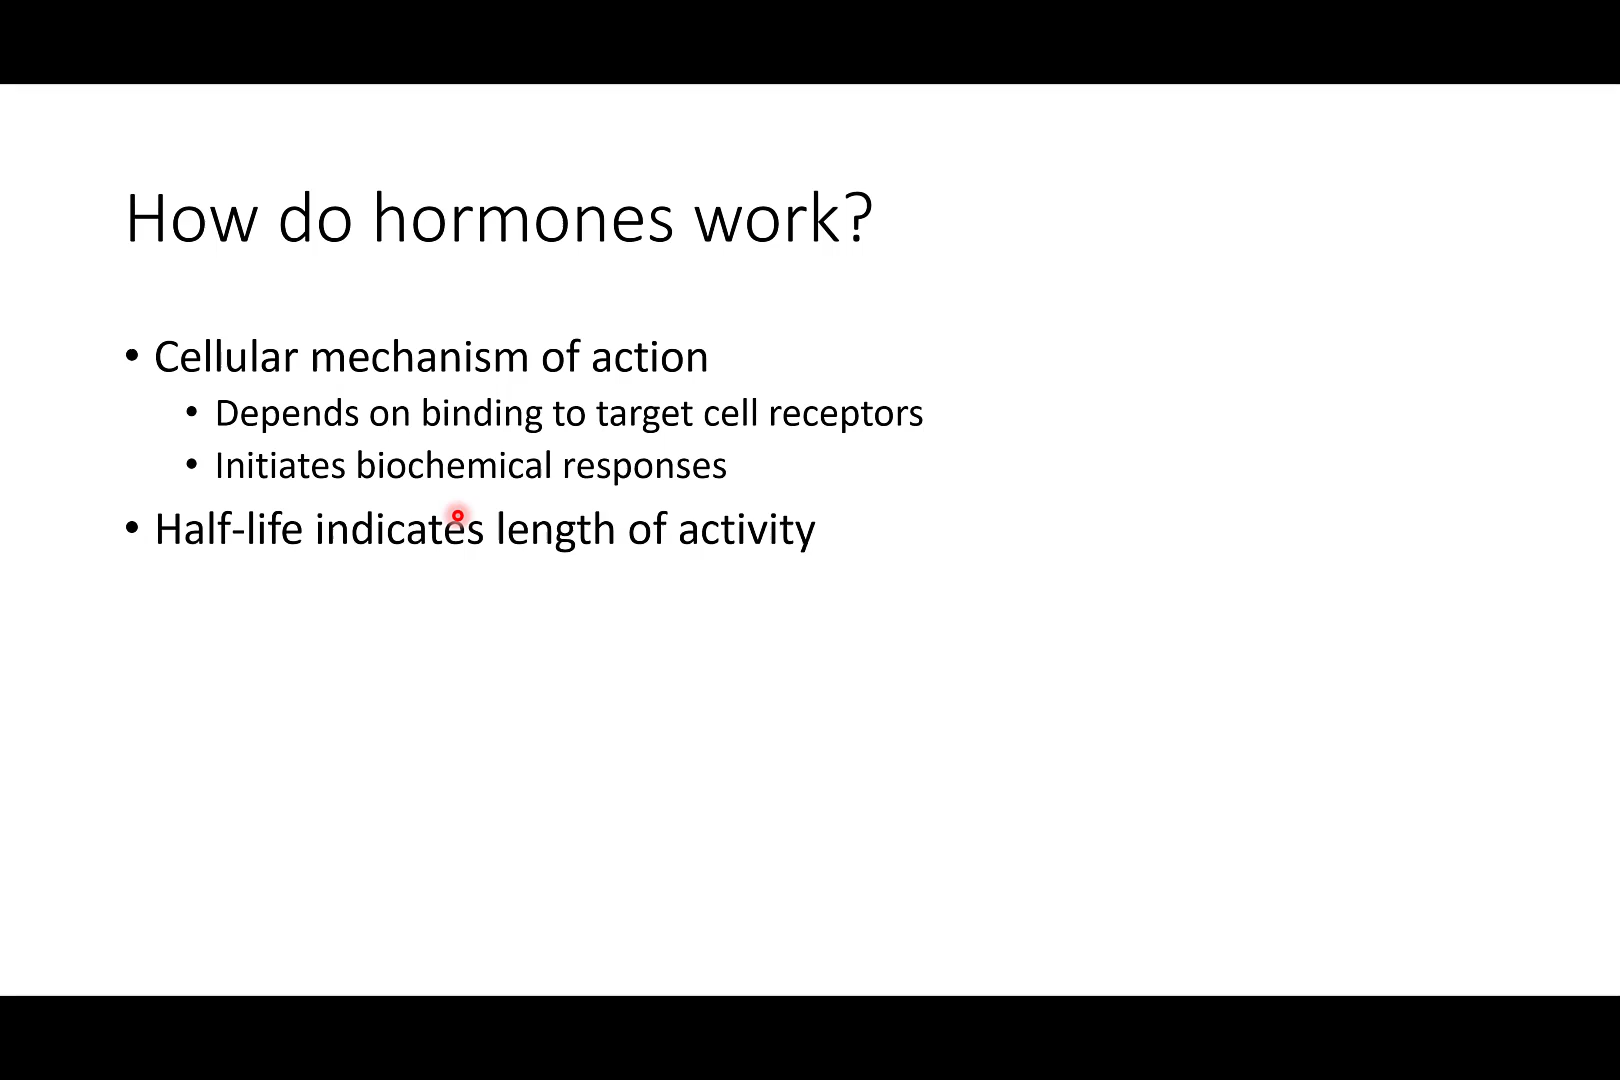 How do hormones work?
• Cellular mechanism of action
• Depends on binding to target cell receptors
• Initiates biochemical responses
• Half-life indicates length of activity